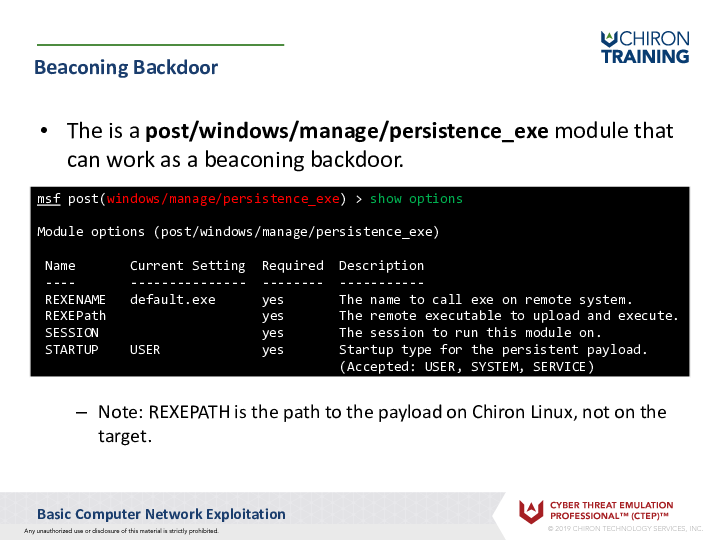 CHIRON
TRAINING
Beaconing Backdoor
• The is a post/windows/manage/persistence_exe module that
can work as a beaconing backdoor.
msf post(windows/manage/persistence_exe) > show options
Module options (post/windows/manage/persistence_exe)
Name Current Setting Required Description
---- --------------- -------- -----------
REXENAME default.exe yes The name to call exe on remote system.
REXEPath yes The remote executable to upload and execute.
SESSION yes The session to run this module on.
STARTUP USER yes Startup type for the persistent payload.
(Accepted: USER, SYSTEM, SERVICE)
– Note: REXEPATH is the path to the payload on Chiron Linux, not on the
target.
Basic Computer Network Exploitation
Any unauthorized use or disclosure of this material is strictly prohibited.
CYBER THREAT EMULATION
PROFESSIONAL™ (CTEP)™
© 2019 CHIRON TECHNOLOGY SERVICES, INC.